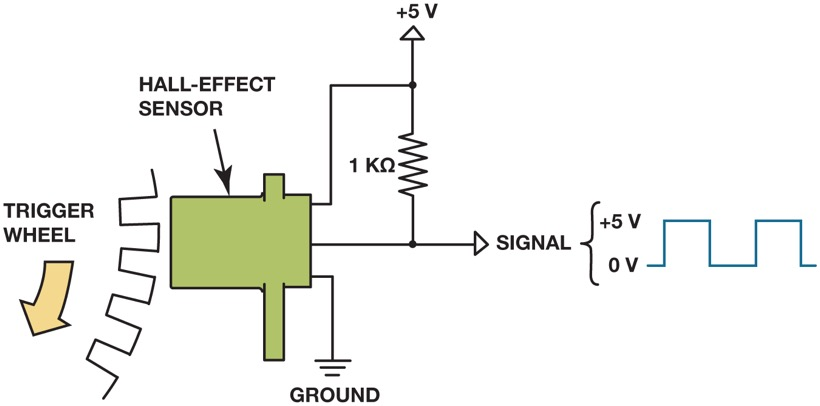 +5 V
HALL-EFFECT
SENSOR
1 KΩ
TRIGGER
WHEEL
SIGNAL
+5 V
0 V
GROUND